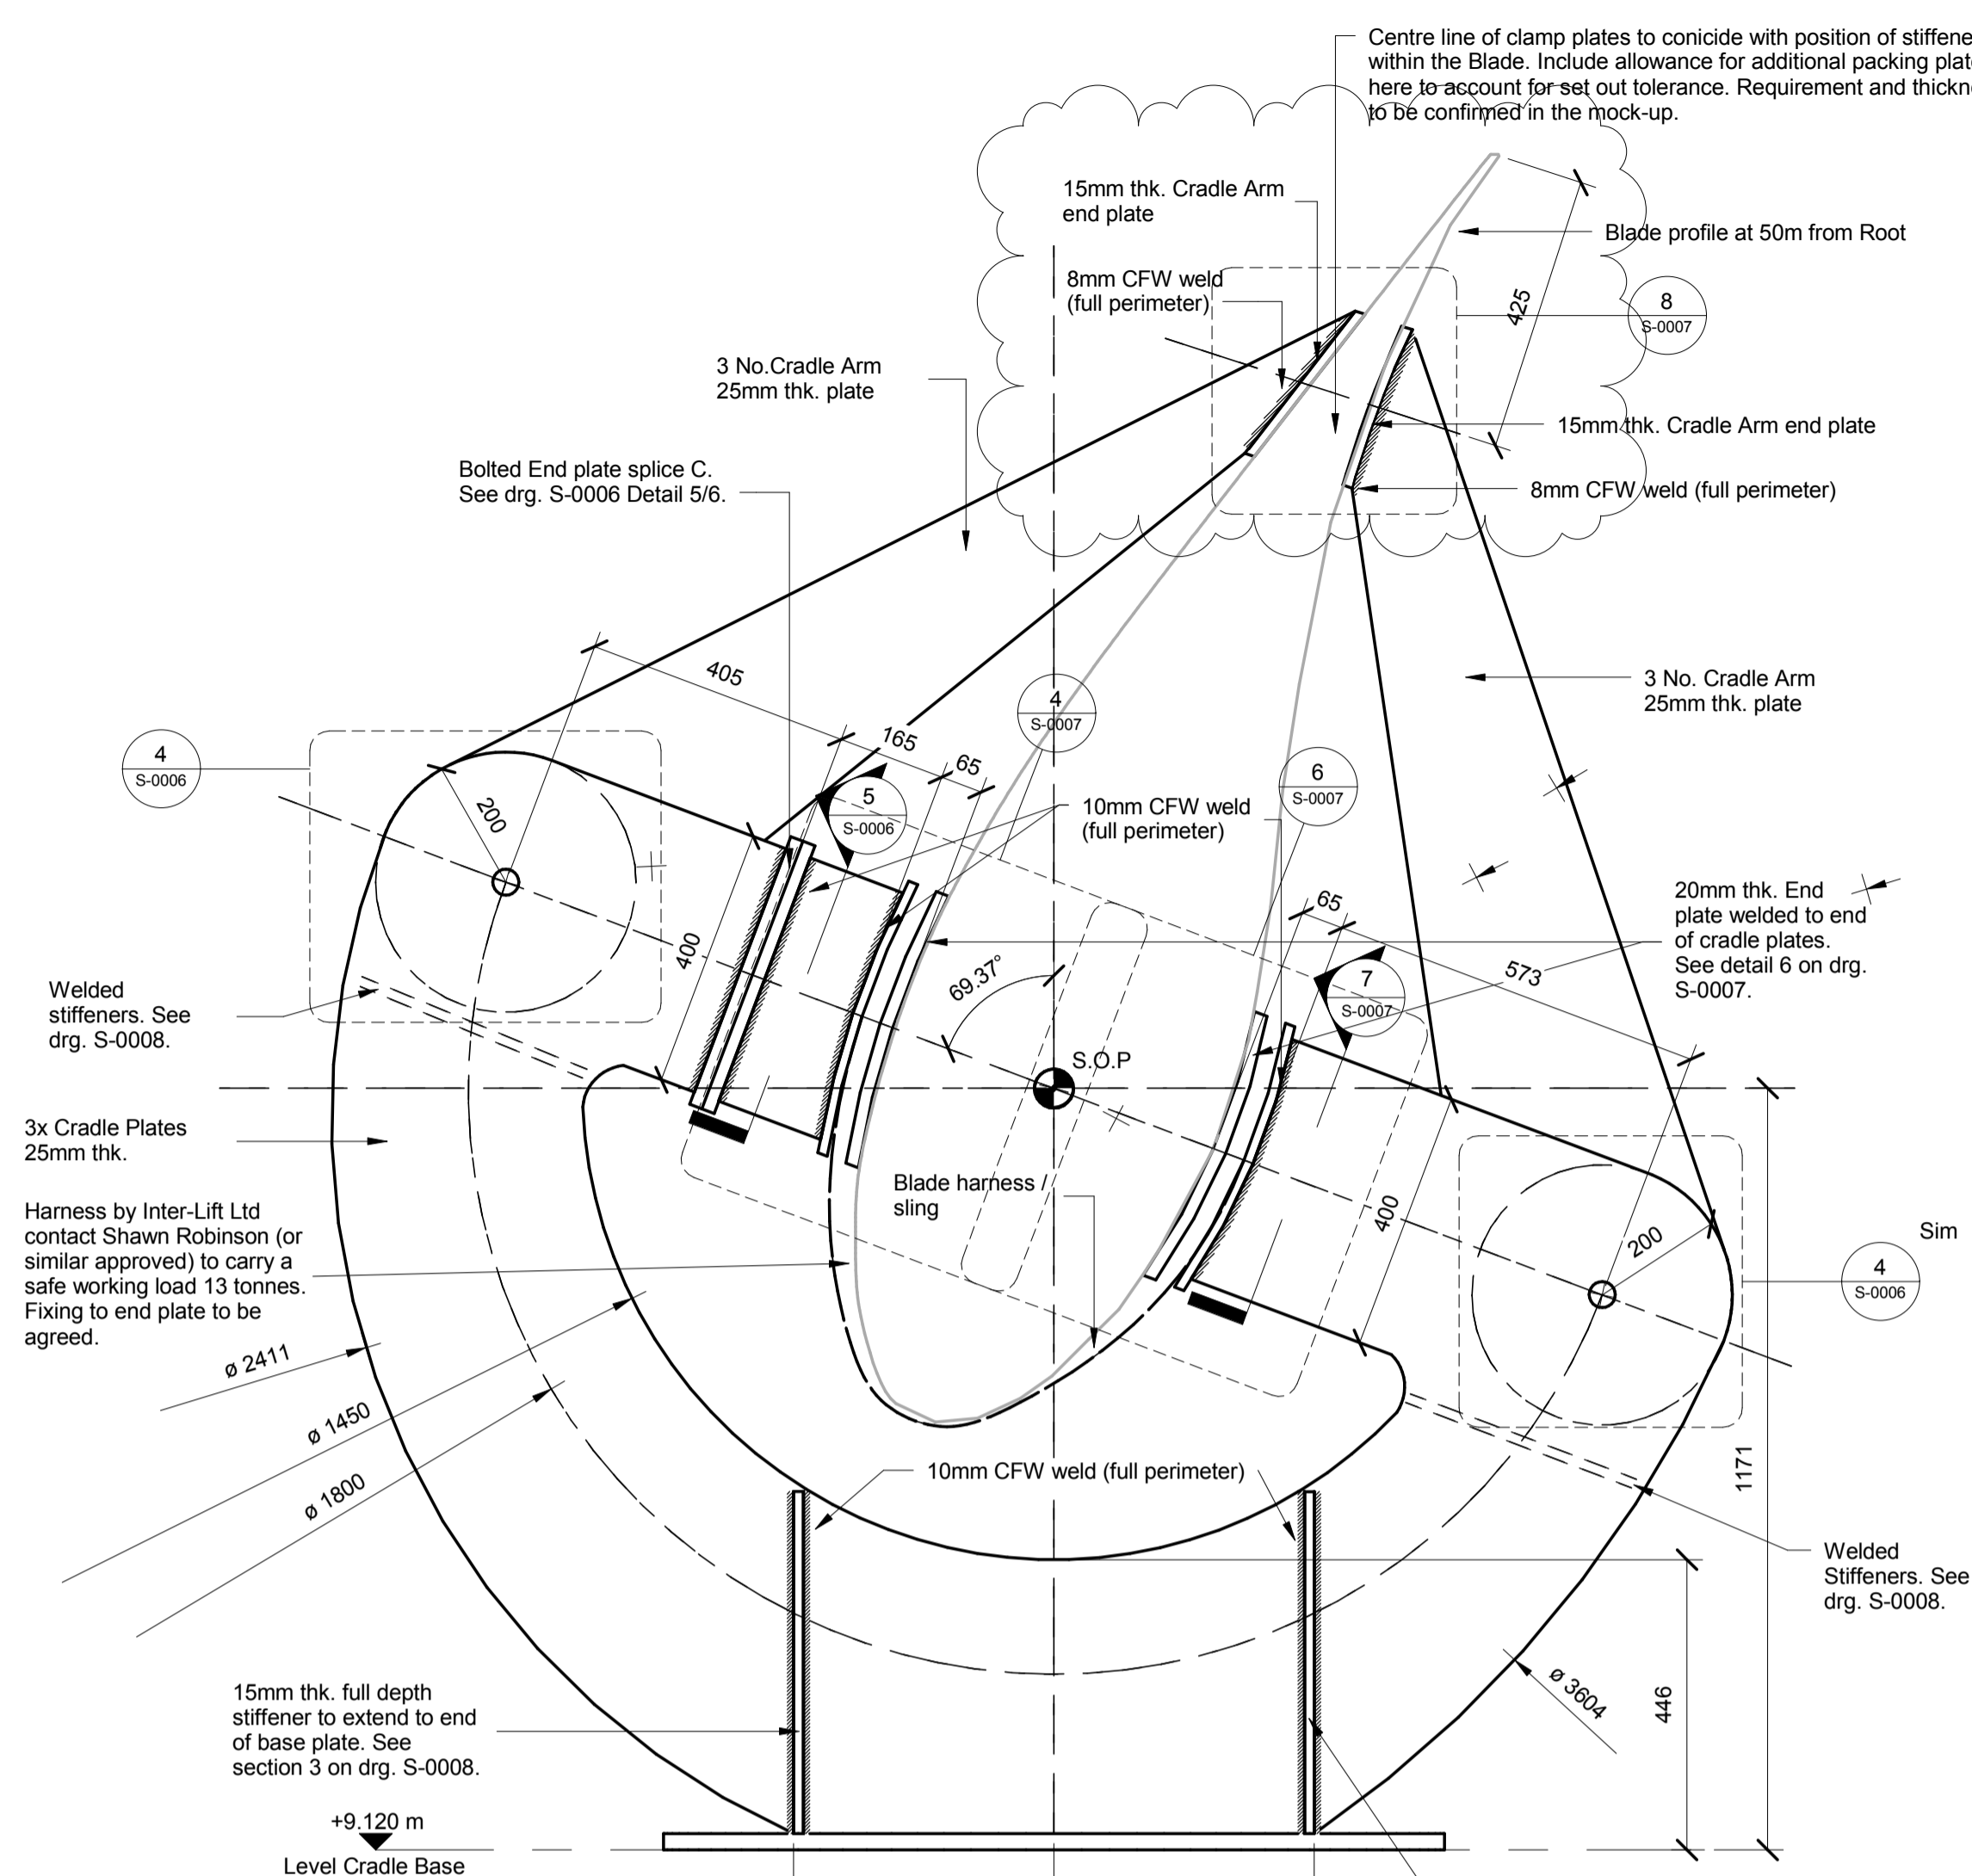 Centre line of clamp plates to conicide with position of stiffene
within the Blade. Include allowance for additional packing plat
here to account for set out tolerance. Requirement and thickn
to be confirmed in the mock-up.
15mm thk. Cradle Arm
end plate
Blade profile at 50m from Root
8mm CFW weld
(full perimeter)
425
8
S-0007
3 No.Cradle Arm
25mm thk. plate
15mm thk. Cradle Arm end plate
Bolted End plate splice C.
See drg. S-0006 Detail 5/6.
8mm CFW weld (full perimeter)
405
3 No. Cradle Arm
25mm thk. plate
4
S-0007
165
65
4
S-0006
6
S-0007
200
5
S-0006
10mm CFW weld
(full perimeter)
20mm thk. End
plate welded to end
of cradle plates.
See detail 6 on drg.
S-0007.
65
400
69.37°
573
7
S-0007
Welded
stiffeners. See
drg. S-0008.
S.O.P
3x Cradle Plates
25mm thk.
Blade harness /
sling
Harness by Inter-Lift Ltd
contact Shawn Robinson (or
similar approved) to carry a
safe working load 13 tonnes.
Fixing to end plate to be
agreed.
400
200
Sim
4
S-0006
ø 2411
ø 1450
ø 1800
10mm CFW weld (full perimeter)
1171
Welded
Stiffeners. See
drg. S-0008.
15mm thk. full depth
stiffener to extend to end
of base plate. See
section 3 on drg. S-0008.
ø 3604
446
+9.120 m
Level Cradle Base